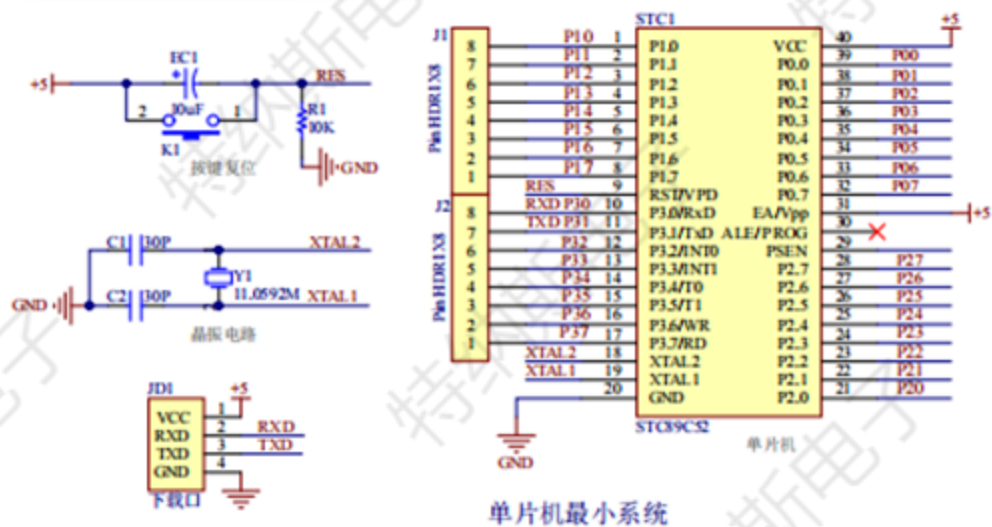 +5
EC1
RES
2
10uF
1
R1
10K
K1
按键复位
GND
C1
30P
XTAL2
Y1
11.0592M
GND
C2
30P
XTAL1
晶振电路
JD1
+5
VCC 1
RXD 2 RXD
TXD 3 TXD
GND 4
下载口
J1
PinHDR1X8
8 P10 1
7 P11 2
6 P12 3
5 P13 4
4 P14 5
3 P15 6
2 P16 7
1 P17 8
RES 9
J2
PinHDR1X8
8 RXD P30 10
7 TXD P31 11
6 P32 12
5 P33 13
4 P34 14
3 P35 15
2 P36 16
1 P37 17
XTAL2 18
XTAL1 19
20
GND
STC1
P1.0 VCC
P1.1 P0.0
P1.2 P0.1
P1.3 P0.2
P1.4 P0.3
P1.5 P0.4
P1.6 P0.5
P1.7 P0.6
RST/VPD P0.7
P3.0/RxD EA/Vpp
P3.1/TxD ALE/PROG
P3.2/INT0 PSEN
P3.3/INT1 P2.7
P3.4/T0 P2.6
P3.5/T1 P2.5
P3.6/WR P2.4
P3.7/RD P2.3
XTAL2 P2.2
XTAL1 P2.1
GND P2.0
STC89C52
单片机
+5
40
39 P00
38 P01
37 P02
36 P03
35 P04
34 P05
33 P06
32 P07
31 +5
30
29
28 P27
27 P26
26 P25
25 P24
24 P23
23 P22
22 P21
21 P20
单片机最小系统
特纳斯电子
特纳斯电子